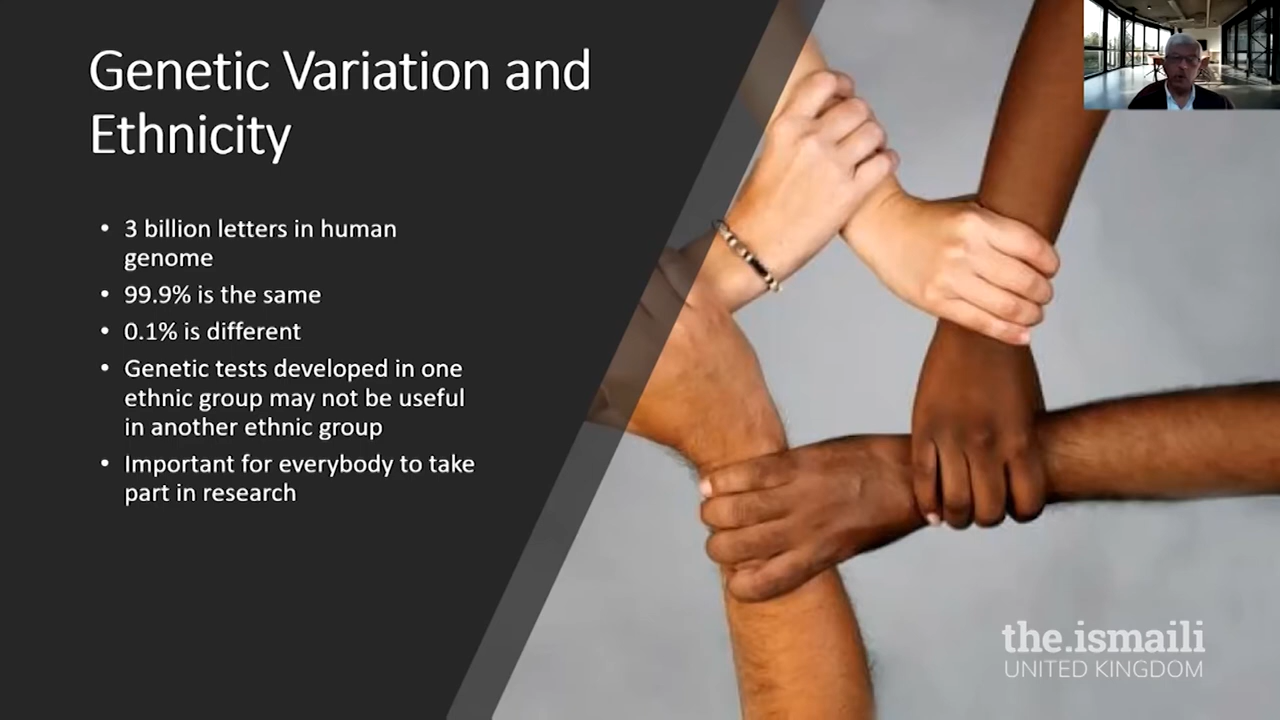 Genetic Variation and
Ethnicity
• 3 billion letters in human
genome
• 99.9% is the same
• 0.1% is different
• Genetic tests developed in one
ethnic group may not be useful
in another ethnic group
• Important for everybody to take
part in research
the.ismaili
UNITED KINGDOM